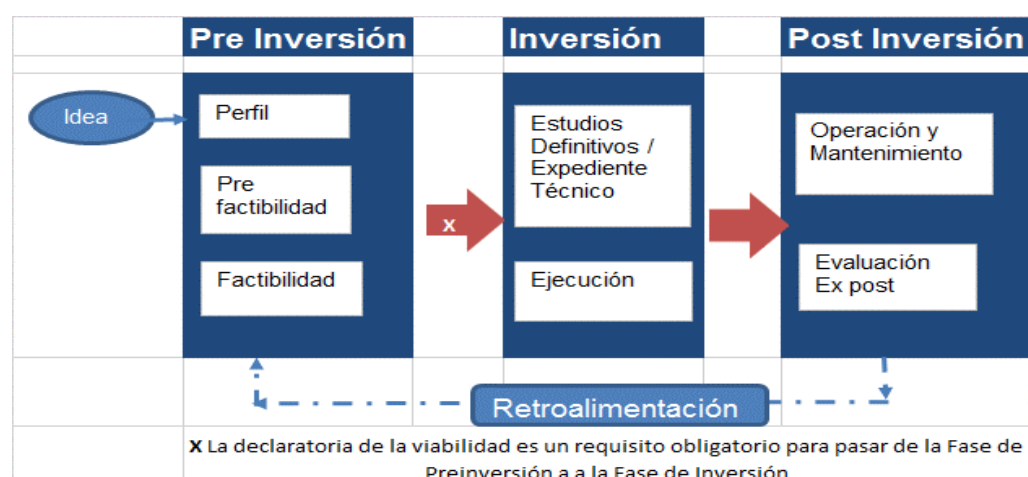 Pre Inversión
Inversión
Post Inversión
Idea
Perfil
Pre
factibilidad
Factibilidad
x
Estudios
Definitivos /
Expediente
Técnico
Ejecución
Operación y
Mantenimiento
Evaluación
Ex post
Retroalimentación
X La declaratoria de la viabilidad es un requisito obligatorio para pasar de la Fase de
Preinversión a a la Fase de Inversión